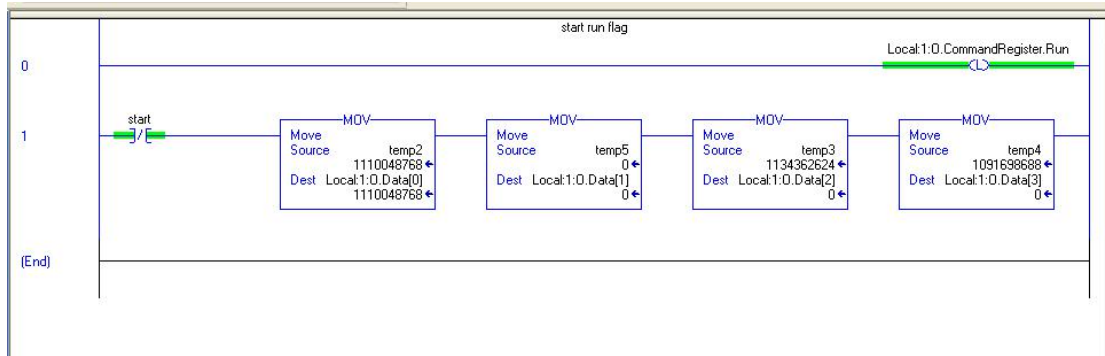 start run flag
Local:1:O.CommandRegister.Run
0
L
start
1
MOV
Move
Source temp2
1110048768
Dest Local:1:O.Data[0]
1110048768
MOV
Move
Source temp5
0
Dest Local:1:O.Data[1]
0
MOV
Move
Source temp3
1134362624
Dest Local:1:O.Data[2]
0
MOV
Move
Source temp4
1091698688
Dest Local:1:O.Data[3]
0
(End)